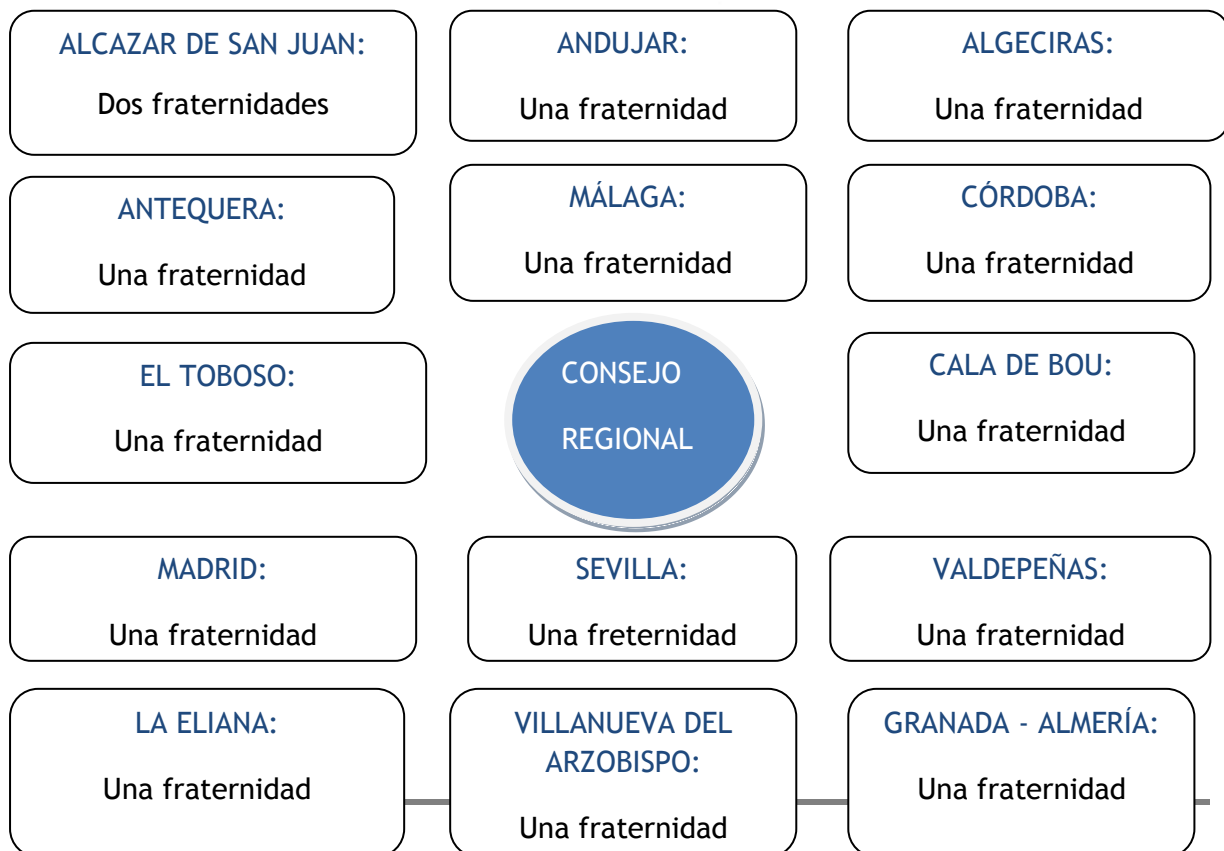 ALCAZAR DE SAN JUAN:
Dos fraternidades
ANDUJAR:
Una fraternidad
ALGECIRAS:
Una fraternidad
ANTEQUERA:
Una fraternidad
MÁLAGA:
Una fraternidad
CÓRDOBA:
Una fraternidad
EL TOBOSO:
Una fraternidad
CONSEJO
REGIONAL
CALA DE BOU:
Una fraternidad
MADRID:
Una fraternidad
SEVILLA:
Una freternidad
VALDEPEÑAS:
Una fraternidad
LA ELIANA:
Una fraternidad
VILLANUEVA DEL
ARZOBISPO:
Una fraternidad
GRANADA - ALMERÍA:
Una fraternidad